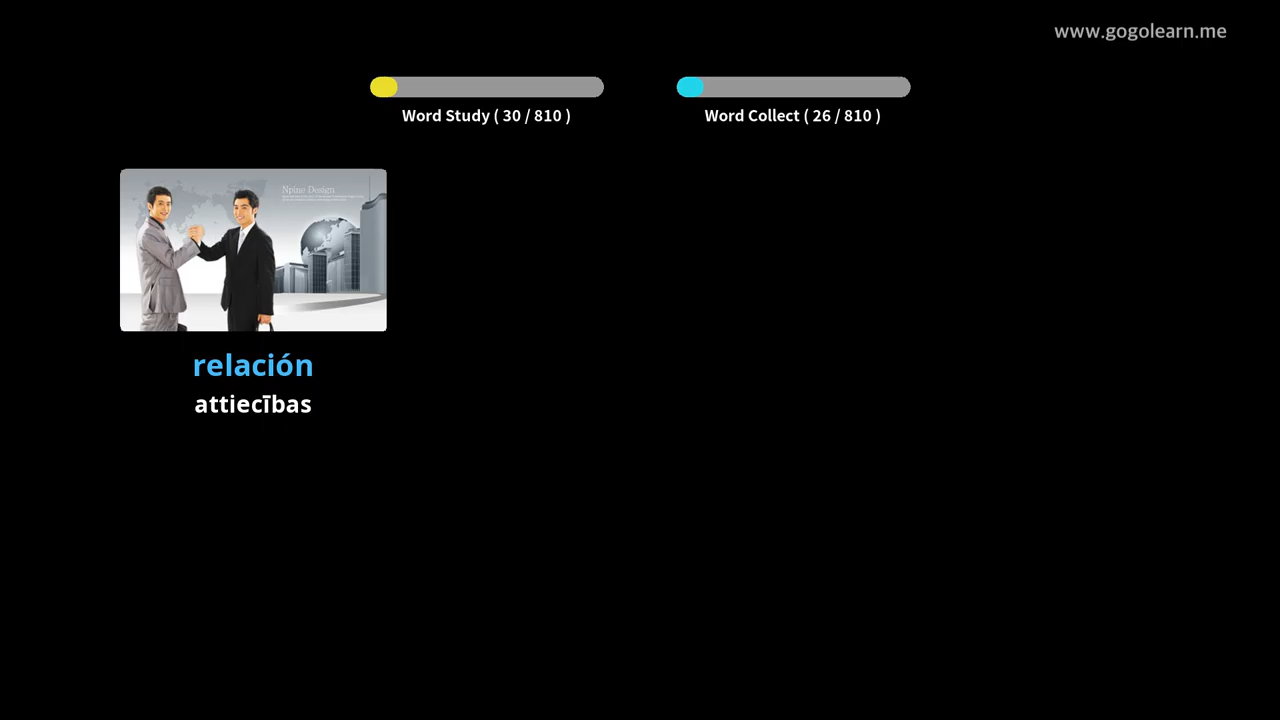 www.gogolearn.me
Word Study ( 30 / 810 )
Word Collect ( 26 / 810 )
Npine Design
relación
attiecības